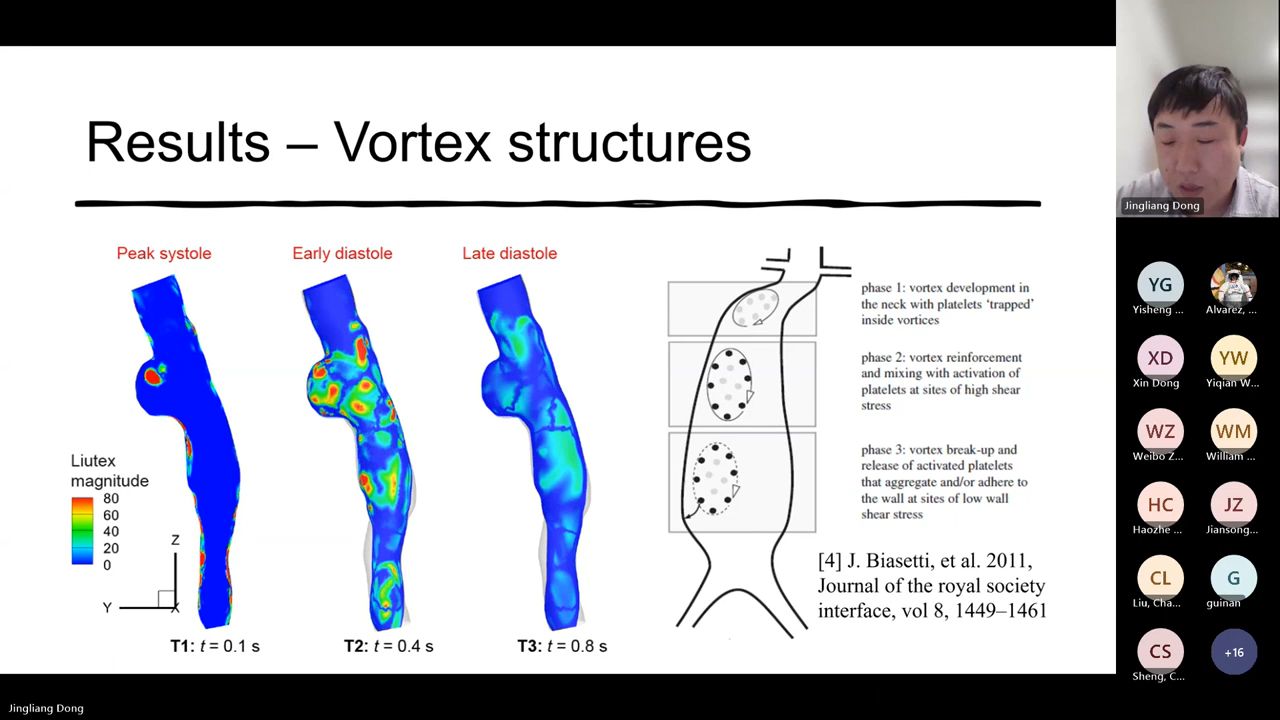 Results – Vortex structures
Peak systole
Early diastole
Late diastole
Liutex
magnitude
80
60
40
20
0
Z
Y
X
T1: t = 0.1 s
T2: t = 0.4 s
T3: t = 0.8 s
phase 1: vortex development in
the neck with platelets ‘trapped’
inside vortices
phase 2: vortex reinforcement
and mixing with activation of
platelets at sites of high shear
stress
phase 3: vortex break-up and
release of activated platelets
that aggregate and/or adhere to
the wall at sites of low wall
shear stress
[4] J. Biasetti, et al. 2011,
Journal of the royal society
interface, vol 8, 1449–1461
Jingliang Dong
YG
Yisheng ...
Alvarez, ...
XD
Xin Dong
YW
Yiqian W...
WZ
Weibo Z...
WM
William ...
HC
Haozhe ...
JZ
Jiansong...
CL
Liu, Cha...
G
guinan
CS
Sheng, C...
+16
Jingliang Dong